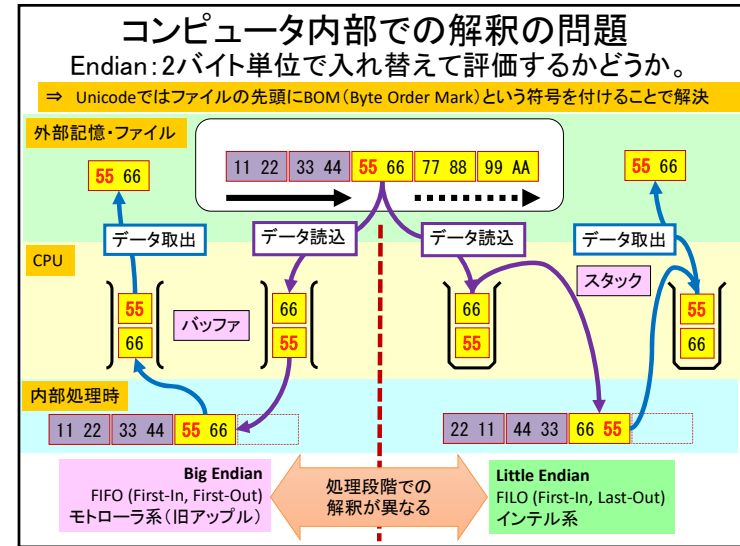 コンピュータ内部での解釈の問題
Endian：2バイト単位で入れ替えて評価するかどうか。
⇒ Unicodeではファイルの先頭にBOM（Byte Order Mark）という符号を付けることで解決
外部記憶・ファイル
55 66
11 22 33 44 55 66 77 88 99 AA
55 66
データ取出
データ読込
データ読込
データ取出
CPU
スタック
55
66
バッファ
66
55
66
55
55
66
内部処理時
11 22 33 44 55 66
22 11 44 33 66 55
Big Endian
FIFO (First-In, First-Out)
モトローラ系（旧アップル）
処理段階での
解釈が異なる
Little Endian
FILO (First-In, Last-Out)
インテル系